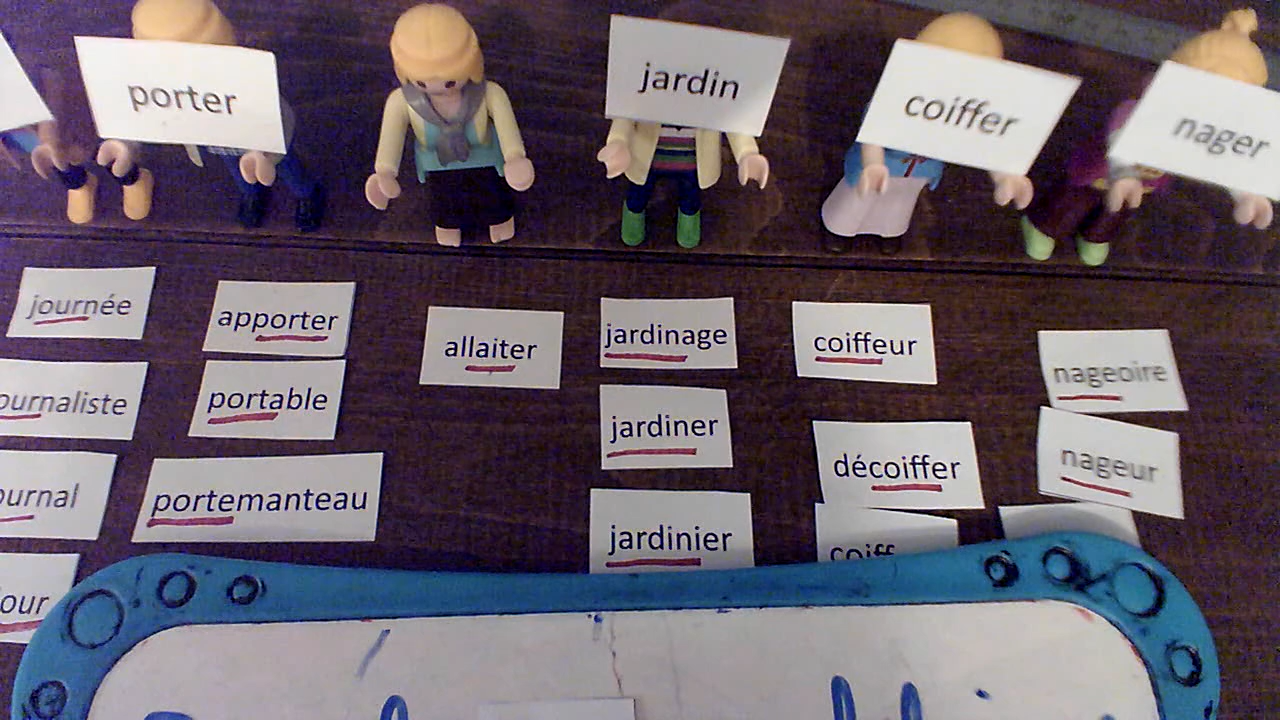 porter
jardin
coiffer
nager
journée
apporter
allaiter
jardinage
coiffeur
nageoire
portable
jardiner
décoiffer
nageur
portemanteau
jardinier